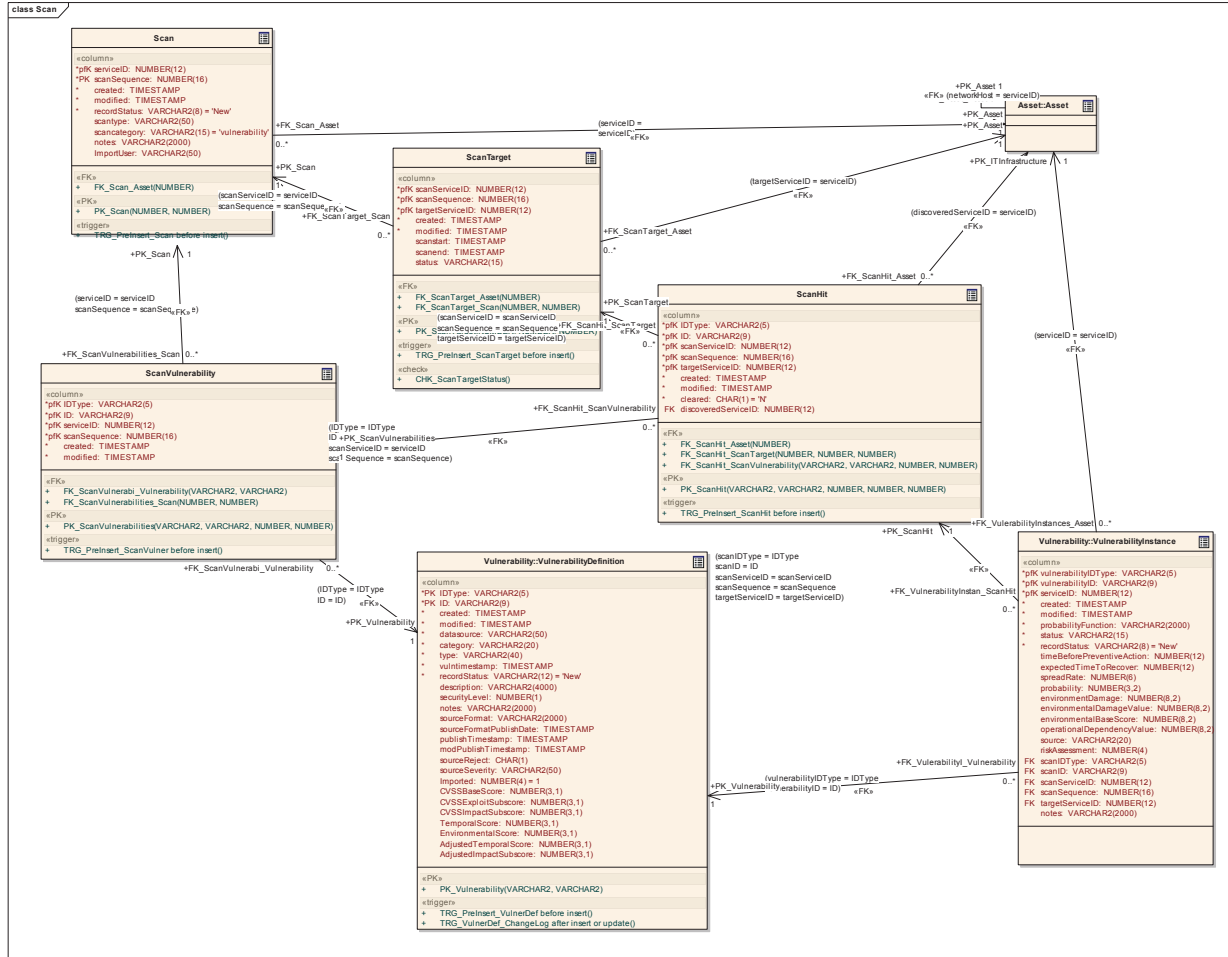 class Scan
Scan
«column»
*pfK serviceID: NUMBER(12)
*PK scanSequence: NUMBER(16)
* created: TIMESTAMP
* modified: TIMESTAMP
* recordStatus: VARCHAR2(8) = 'New'
scantype: VARCHAR2(50)
scancategory: VARCHAR2(15) = 'vulnerability'
notes: VARCHAR2(2000)
ImportUser: VARCHAR2(50)
«FK»
+ FK_Scan_Asset(NUMBER)
«PK»
+ PK_Scan(NUMBER, NUMBER)
«trigger»
+ TRG_PreInsert_Scan before insert()
+FK_Scan_Asset
0..*
(serviceID =
serviceID)
«FK»
+PK_Asset 1
«FK» (networkHost = serviceID)
Asset::Asset
+PK_Asset
+PK_Asset
1
1
+PK_ITInfrastructure
1
+PK_Scan
1
(scanServiceID = serviceID
scanSequence = scanSeque
«FK»
+FK_ScanTarget_Scan
0..*
ScanTarget
«column»
*pfK scanServiceID: NUMBER(12)
*pfK scanSequence: NUMBER(16)
*pfK targetServiceID: NUMBER(12)
* created: TIMESTAMP
* modified: TIMESTAMP
scanstart: TIMESTAMP
scanend: TIMESTAMP
status: VARCHAR2(15)
«FK»
+ FK_ScanTarget_Asset(NUMBER)
+ FK_ScanTarget_Scan(NUMBER, NUMBER)
«PK»
«trigger»
+ TRG_PreInsert_ScanTarget before insert()
«check»
+ CHK_ScanTargetStatus()
(targetServiceID = serviceID)
«FK»
+FK_ScanTarget_Asset
0..*
(discoveredServiceID = serviceID)
«FK»
+FK_ScanHit_Asset 0..*
+PK_ScanTarget
1
(scanServiceID = scanServiceID
scanSequence = scanSequence
targetServiceID = targetServiceID)
«FK»
+FK_ScanHit_ScanTarget
0..*
ScanHit
«column»
*pfK IDType: VARCHAR2(5)
*pfK ID: VARCHAR2(9)
*pfK scanServiceID: NUMBER(12)
*pfK scanSequence: NUMBER(16)
*pfK targetServiceID: NUMBER(12)
* created: TIMESTAMP
* modified: TIMESTAMP
* cleared: CHAR(1) = 'N'
FK discoveredServiceID: NUMBER(12)
«FK»
+ FK_ScanHit_Asset(NUMBER)
+ FK_ScanHit_ScanTarget(NUMBER, NUMBER, NUMBER)
+ FK_ScanHit_ScanVulnerability(VARCHAR2, VARCHAR2, NUMBER, NUMBER)
«PK»
+ PK_ScanHit(VARCHAR2, VARCHAR2, NUMBER, NUMBER, NUMBER)
«trigger»
+ TRG_PreInsert_ScanHit before insert()
(serviceID = serviceID)
«FK»
+PK_Scan
1
(serviceID = serviceID
scanSequence = scanSeq
«FK»
+FK_ScanVulnerabilities_Scan 0..*
ScanVulnerability
«column»
*pfK IDType: VARCHAR2(5)
*pfK ID: VARCHAR2(9)
*pfK serviceID: NUMBER(12)
*pfK scanSequence: NUMBER(16)
* created: TIMESTAMP
* modified: TIMESTAMP
«FK»
+ FK_ScanVulnerabi_Vulnerability(VARCHAR2, VARCHAR2)
+ FK_ScanVulnerabilities_Scan(NUMBER, NUMBER)
«PK»
+ PK_ScanVulnerabilities(VARCHAR2, VARCHAR2, NUMBER, NUMBER)
«trigger»
+ TRG_PreInsert_ScanVulner before insert()
+FK_ScanHit_ScanVulnerability
0..*
(IDType = IDType
ID
+PK_ScanVulnerabilities
scanServiceID = serviceID
1
Sequence = scanSequence)
«FK»
+FK_ScanVulnerabi_Vulnerability
0..*
(IDType = IDType
ID = ID)
«FK»
+PK_Vulnerability
1
Vulnerability::VulnerabilityDefinition
«column»
*PK IDType: VARCHAR2(5)
*PK ID: VARCHAR2(9)
* created: TIMESTAMP
* modified: TIMESTAMP
* datasource: VARCHAR2(50)
* category: VARCHAR2(20)
* type: VARCHAR2(40)
* vulntimestamp: TIMESTAMP
* recordStatus: VARCHAR2(12) = 'New'
description: VARCHAR2(4000)
securityLevel: NUMBER(1)
notes: VARCHAR2(2000)
sourceFormat: VARCHAR2(2000)
sourceFormatPublishDate: TIMESTAMP
publishTimestamp: TIMESTAMP
modPublishTimestamp: TIMESTAMP
sourceReject: CHAR(1)
sourceSeverity: VARCHAR2(50)
Imported: NUMBER(4) = 1
CVSSBaseScore: NUMBER(3,1)
CVSSExploitSubscore: NUMBER(3,1)
CVSSImpactSubscore: NUMBER(3,1)
TemporalScore: NUMBER(3,1)
EnvironmentalScore: NUMBER(3,1)
AdjustedTemporalScore: NUMBER(3,1)
AdjustedImpactSubscore: NUMBER(3,1)
«PK»
+ PK_Vulnerability(VARCHAR2, VARCHAR2)
«trigger»
+ TRG_PreInsert_VulnerDef before insert()
+ TRG_VulnerDef_ChangeLog after insert or update()
(scanIDType = IDType
scanID = ID
scanServiceID = scanServiceID
scanSequence = scanSequence
targetServiceID = targetServiceID)
+PK_ScanHit
1
«FK»
+FK_VulnerabilityInstan_ScanHit
0..*
+FK_VulerabilityInstances_Asset 0..*
Vulnerability::VulnerabilityInstance
«column»
*pfK vulnerabilityIDType: VARCHAR2(5)
*pfK vulnerabilityID: VARCHAR2(9)
*pfK serviceID: NUMBER(12)
* created: TIMESTAMP
* modified: TIMESTAMP
* probabilityFunction: VARCHAR2(2000)
* status: VARCHAR2(15)
* recordStatus: VARCHAR2(8) = 'New'
timeBeforePreventiveAction: NUMBER(12)
expectedTimeToRecover: NUMBER(12)
spreadRate: NUMBER(6)
probability: NUMBER(3,2)
environmentDamage: NUMBER(8,2)
environmentalDamageValue: NUMBER(8,2)
environmentalBaseScore: NUMBER(8,2)
operationalDependencyValue: NUMBER(8,2)
source: VARCHAR2(20)
riskAssessment: NUMBER(4)
FK scanIDType: VARCHAR2(5)
FK scanID: VARCHAR2(9)
FK scanServiceID: NUMBER(12)
FK scanSequence: NUMBER(16)
FK targetServiceID: NUMBER(12)
notes: VARCHAR2(2000)
+FK_VulerabilityI_Vulnerability
0..*
(vulnerabilityIDType = IDType
erabilityID = ID)
«FK»
+PK_Vulnerability
1